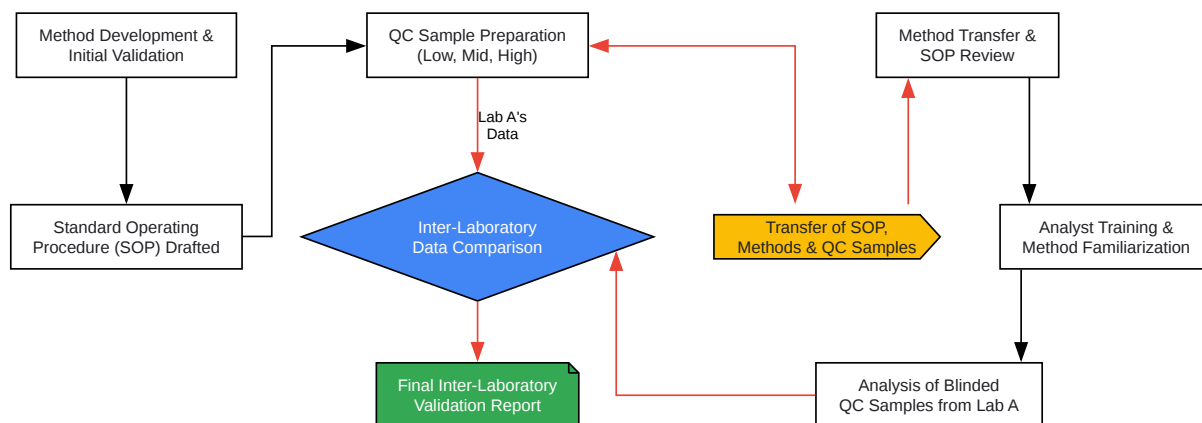 Method Development &
Initial Validation
QC Sample Preparation
(Low, Mid, High)
Method Transfer &
SOP Review
Lab A's
Data
Standard Operating
Procedure (SOP) Drafted
Inter-Laboratory
Data Comparison
Transfer of SOP,
Methods & QC Samples
Analyst Training &
Method Familiarization
Final Inter-Laboratory
Validation Report
Analysis of Blinded
QC Samples from Lab A